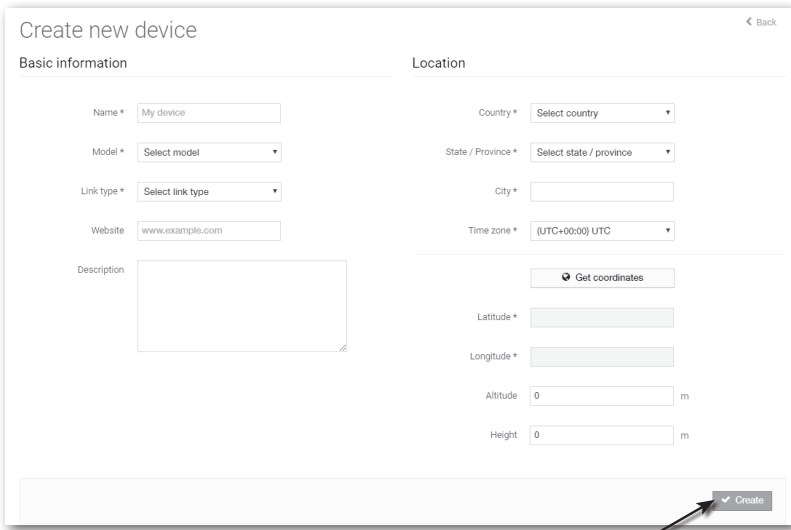 Create new device
Back
Basic information
Name *
My device
Model *
Select model
Link type *
Select link type
Website
www.example.com
Description
Location
Country *
Select country
State / Province *
Select state / province
City *
Time zone *
(UTC+00:00) UTC
Get coordinates
Latitude *
Longitude *
Altitude
0
m
Height
0
m
Create